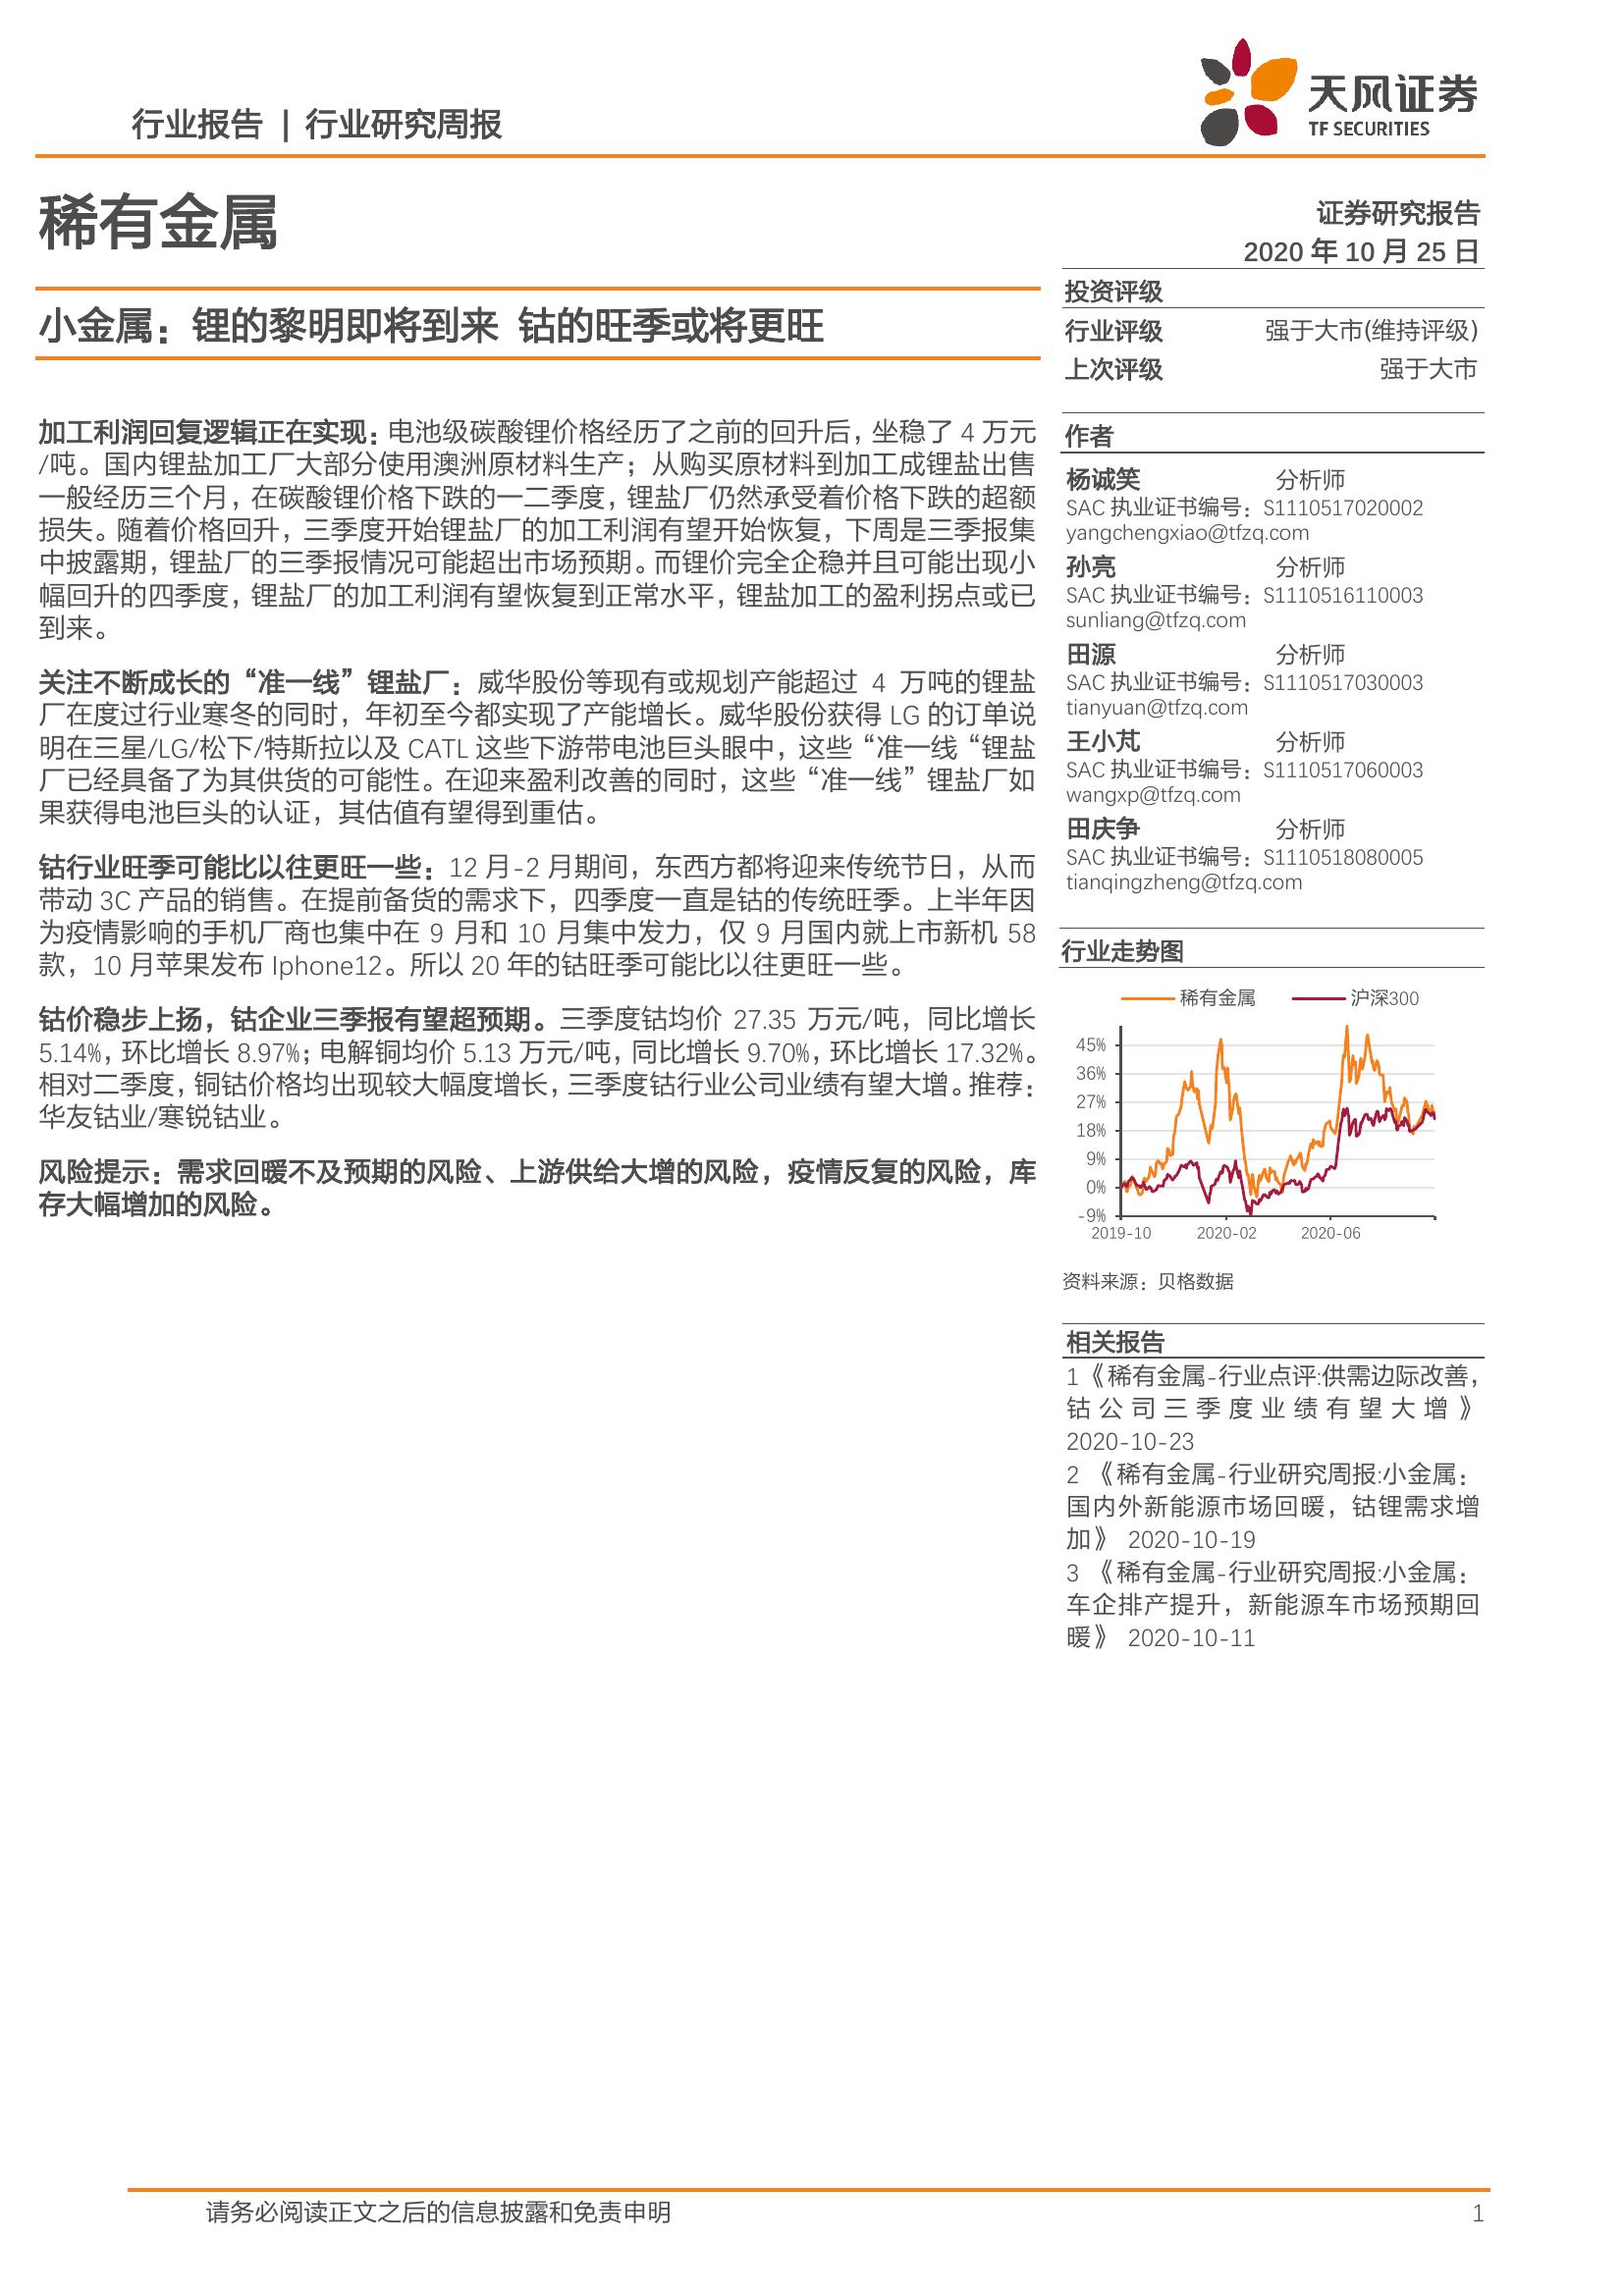 行业报告 | 行业研究周报
天风证券
TF SECURITIES
稀有金属
证券研究报告
2020 年 10 月 25 日
小金属：锂的黎明即将到来 钴的旺季或将更旺
加工利润回复逻辑正在实现：电池级碳酸锂价格经历了之前的回升后，坐稳了 4 万元
/吨。国内锂盐加工厂大部分使用澳洲原材料生产；从购买原材料到加工成锂盐出售
一般经历三个月，在碳酸锂价格下跌的一二季度，锂盐厂仍然承受着价格下跌的超额
损失。随着价格回升，三季度开始锂盐厂的加工利润有望开始恢复，下周是三季报集
中披露期，锂盐厂的三季报情况可能超出市场预期。而锂价完全企稳并且可能出现小
幅回升的四季度，锂盐厂的加工利润有望恢复到正常水平，锂盐加工的盈利拐点或已
到来。
关注不断成长的“准一线”锂盐厂：威华股份等现有或规划产能超过 4 万吨的锂盐
厂在度过行业寒冬的同时，年初至今都实现了产能增长。威华股份获得 LG 的订单说
明在三星/LG/松下/特斯拉以及 CATL 这些下游带电池巨头眼中，这些“准一线“锂盐
厂已经具备了为其供货的可能性。在迎来盈利改善的同时，这些“准一线”锂盐厂如
果获得电池巨头的认证，其估值有望得到重估。
钴行业旺季可能比以往更旺一些：12 月-2 月期间，东西方都将迎来传统节日，从而
带动 3C 产品的销售。在提前备货的需求下，四季度一直是钴的传统旺季。上半年因
为疫情影响的手机厂商也集中在 9 月和 10 月集中发力，仅 9 月国内就上市新机 58
款，10 月苹果发布 Iphone12。所以 20 年的钴旺季可能比以往更旺一些。
钴价稳步上扬，钴企业三季报有望超预期。三季度钴均价 27.35 万元/吨，同比增长
5.14%，环比增长 8.97%；电解铜均价 5.13 万元/吨，同比增长 9.70%，环比增长 17.32%。
相对二季度，铜钴价格均出现较大幅度增长，三季度钴行业公司业绩有望大增。推荐：
华友钴业/寒锐钴业。
风险提示：需求回暖不及预期的风险、上游供给大增的风险，疫情反复的风险，库
存大幅增加的风险。
投资评级
行业评级 强于大市(维持评级)
上次评级 强于大市
作者
杨诚笑 分析师
SAC 执业证书编号：S1110517020002
yangchengxiao@tfzq.com
孙亮 分析师
SAC 执业证书编号：S1110516110003
sunliang@tfzq.com
田源 分析师
SAC 执业证书编号：S1110517030003
tianyuan@tfzq.com
王小芃 分析师
SAC 执业证书编号：S1110517060003
wangxp@tfzq.com
田庆争 分析师
SAC 执业证书编号：S1110518080005
tianqingzheng@tfzq.com
行业走势图
稀有金属 沪深300
45%
36%
27%
18%
9%
0%
-9%
2019-10 2020-02 2020-06
资料来源：贝格数据
相关报告
1《稀有金属-行业点评:供需边际改善，
钴公司三季度业绩有望大增》
2020-10-23
2 《稀有金属-行业研究周报:小金属：
国内外新能源市场回暖，钴锂需求增
加》 2020-10-19
3 《稀有金属-行业研究周报:小金属：
车企排产提升，新能源车市场预期回
暖》 2020-10-11
请务必阅读正文之后的信息披露和免责申明 1